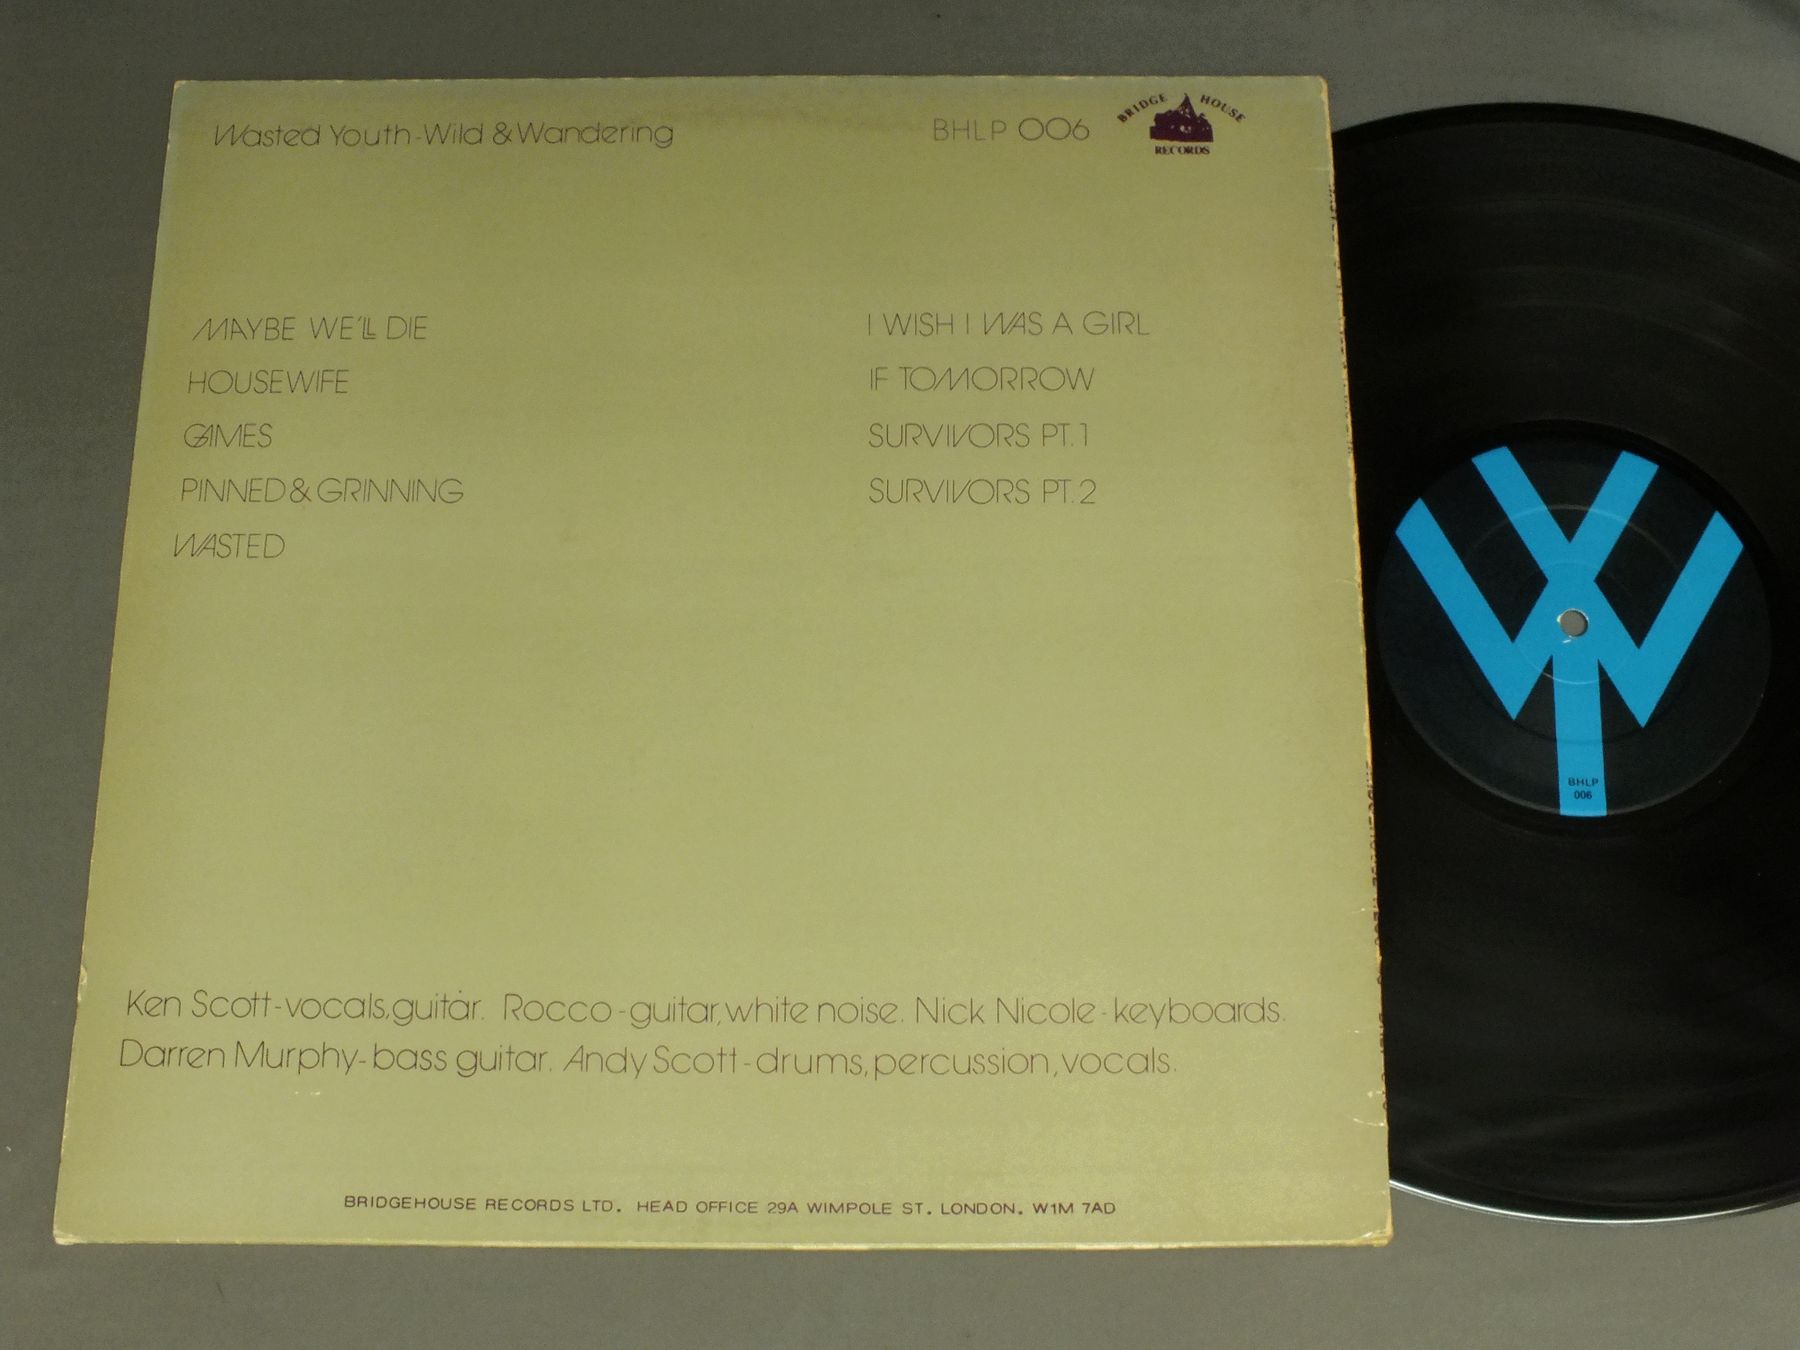 Wasted Youth - Wild & Wandering
BHLP 006
BRIDGE HOUSE
RECORDS
MAYBE WE'LL DIE
HOUSEWIFE
GAMES
PINNED & GRINNING
WASTED
I WISH I WAS A GIRL
IF TOMORROW
SURVIVORS PT. 1
SURVIVORS PT. 2
Ken Scott - vocals, guitar. Rocco - guitar, white noise. Nick Nicole - keyboards.
Darren Murphy - bass guitar. Andy Scott - drums, percussion, vocals.
BRIDGEHOUSE RECORDS LTD. HEAD OFFICE 29A WIMPOLE ST. LONDON. W1M 7AD
BHLP
006